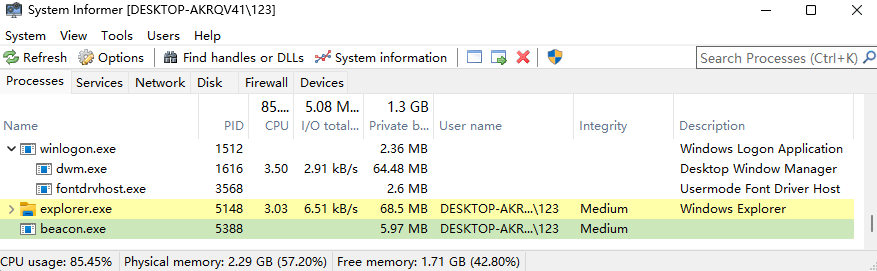 System Informer [DESKTOP-AKRQV41\123]
System View Tools Users Help
Refresh Options Find handles or DLLs System information Search Processes (Ctrl+K)
Processes Services Network Disk Firewall Devices
85.... 5.08 M... 1.3 GB
Name PID CPU I/O total... Private b... User name Integrity Description
winlogon.exe 1512 2.36 MB Windows Logon Application
dwm.exe 1616 3.50 2.91 kB/s 64.48 MB Desktop Window Manager
fontdrvhost.exe 3568 2.6 MB Usermode Font Driver Host
explorer.exe 5148 3.03 6.51 kB/s 68.5 MB DESKTOP-AKR...\123 Medium Windows Explorer
beacon.exe 5388 5.97 MB DESKTOP-AKR...\123 Medium
CPU usage: 85.45% Physical memory: 2.29 GB (57.20%) Free memory: 1.71 GB (42.80%)